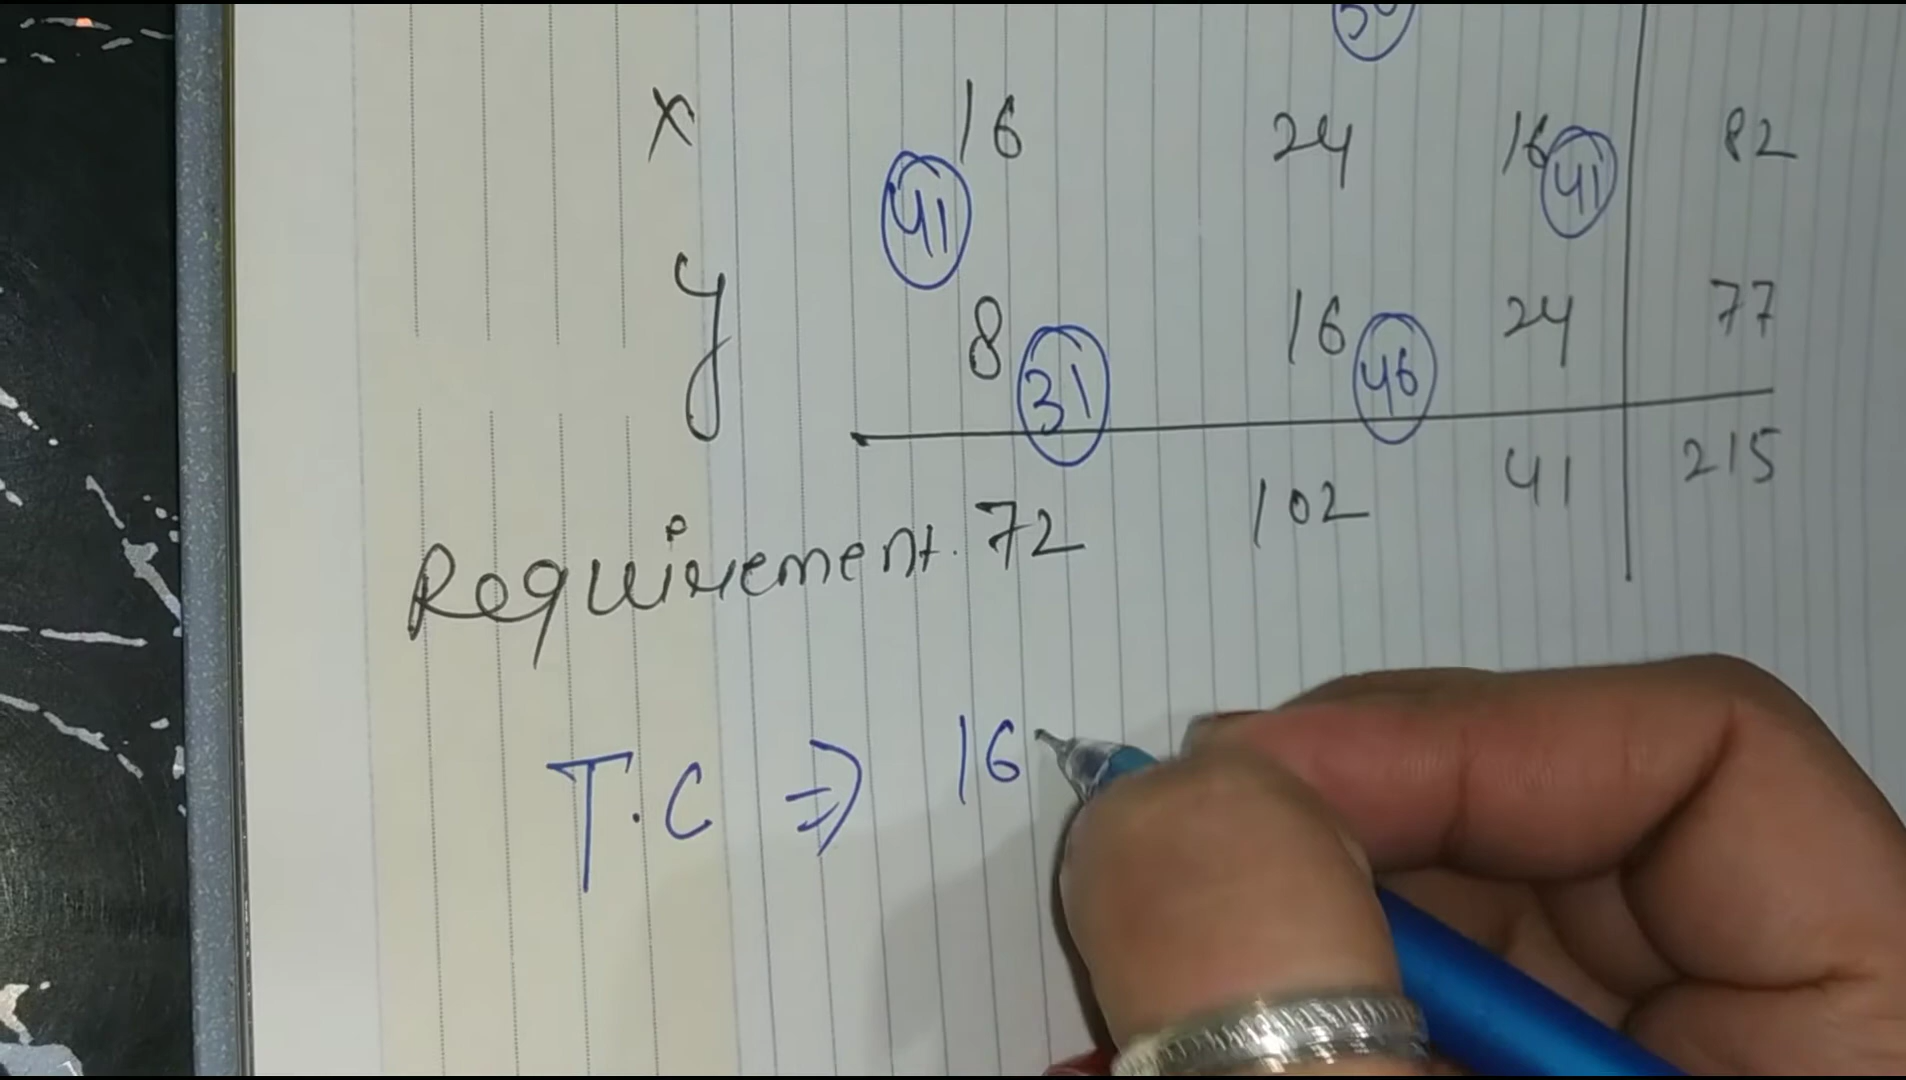 x 16 24 16 82
41 41
y 8 16 24 77
31 46
Requirement. 72 102 41 215
T.C ⇒ 16